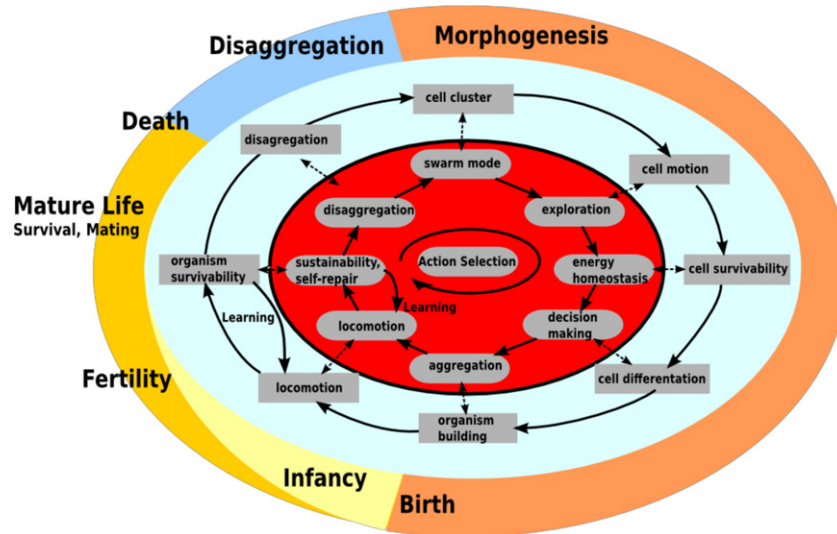 Disaggregation
Morphogenesis
cell cluster
Death
disagregation
swarm mode
cell motion
disaggregation
exploration
Mature Life
Survival, Mating
organism
survivability
sustainability,
self-repair
Action Selection
energy
homeostasis
cell survivability
Learning
Learning
locomotion
decision
making
aggregation
Fertility
locomotion
cell differentation
organism
building
Infancy
Birth